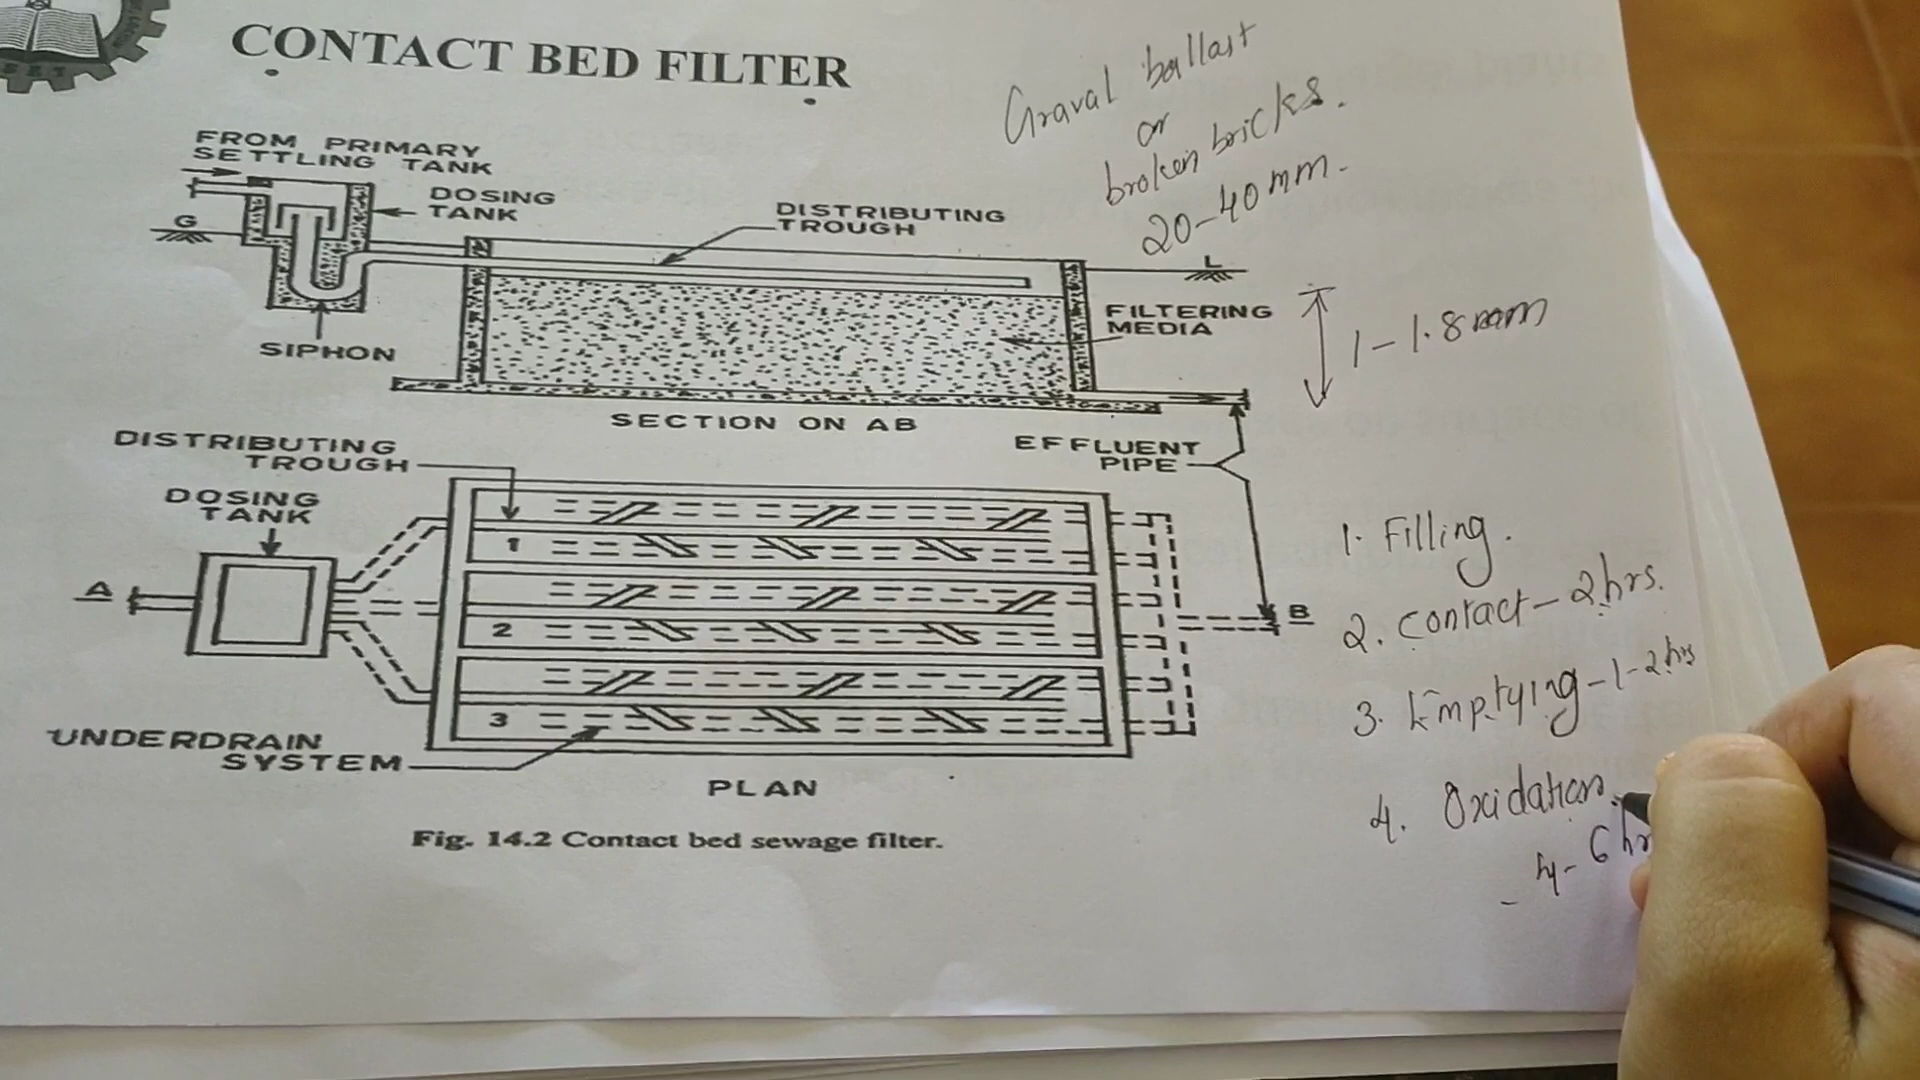 CONTACT BED FILTER
Graval ballast
or
broken bricks.
20-40mm.
FROM PRIMARY
SETTLING TANK
DOSING
TANK
DISTRIBUTING
TROUGH
G
L
SIPHON
FILTERING
MEDIA
1-1.8
SECTION ON AB
EFFLUENT
PIPE
DISTRIBUTING
TROUGH
DOSING
TANK
A
1
2
3
B
UNDERDRAIN
SYSTEM
PLAN
Fig. 14.2 Contact bed sewage filter.
1. Filling.
2. Contact - 2hrs.
3. Emptying - 1-2hrs
4. Oxidation.
- 4- 6 hr